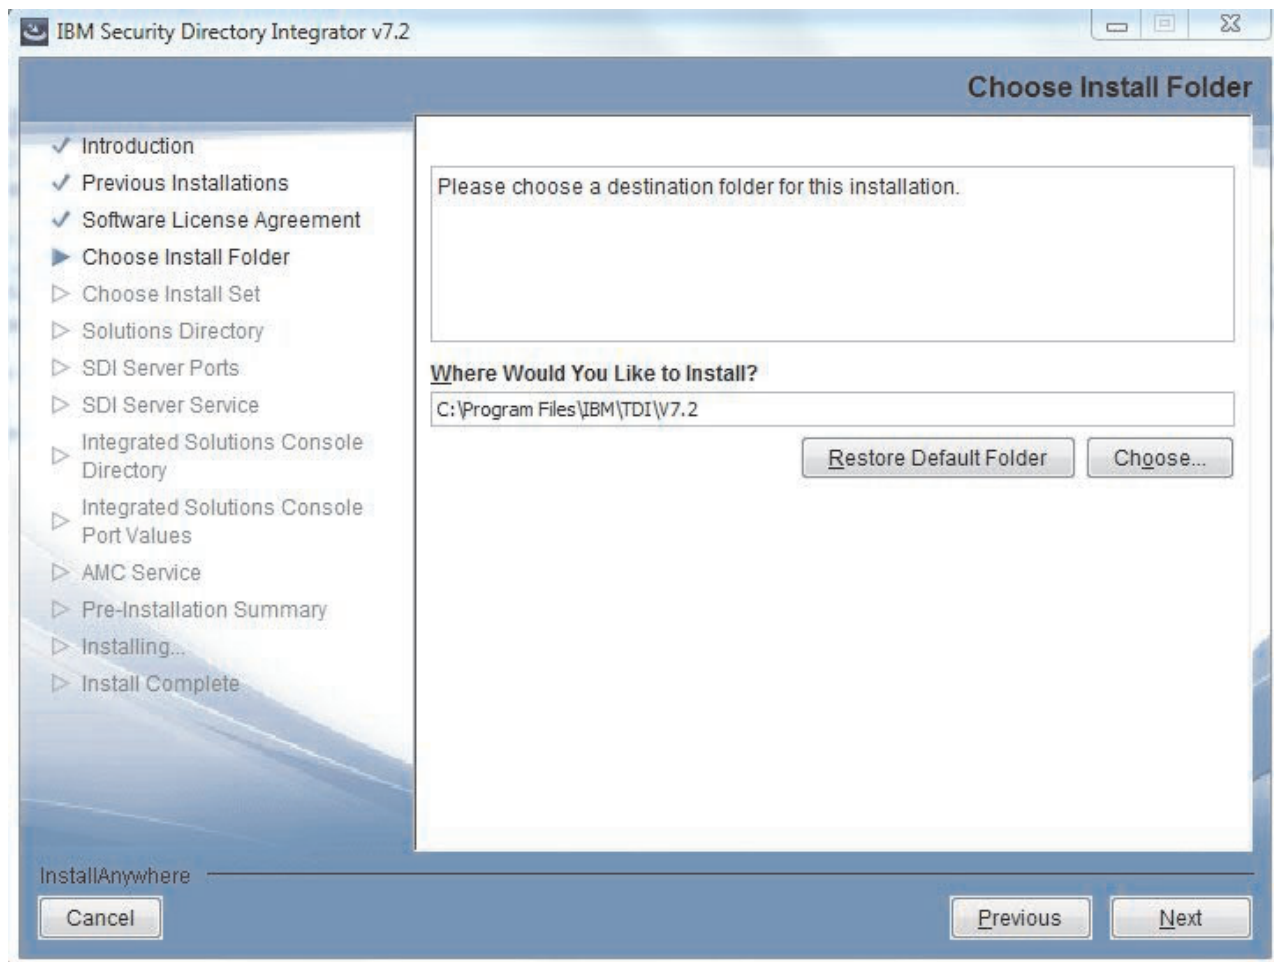 IBM Security Directory Integrator v7.2
Choose Install Folder
Introduction
Previous Installations
Software License Agreement
Choose Install Folder
Choose Install Set
Solutions Directory
SDI Server Ports
SDI Server Service
Integrated Solutions Console
Directory
Integrated Solutions Console
Port Values
AMC Service
Pre-Installation Summary
Installing...
Install Complete
Please choose a destination folder for this installation.
Where Would You Like to Install?
C:\Program Files\IBM\TDI\V7.2
Restore Default Folder
Choose...
InstallAnywhere
Cancel
Previous
Next